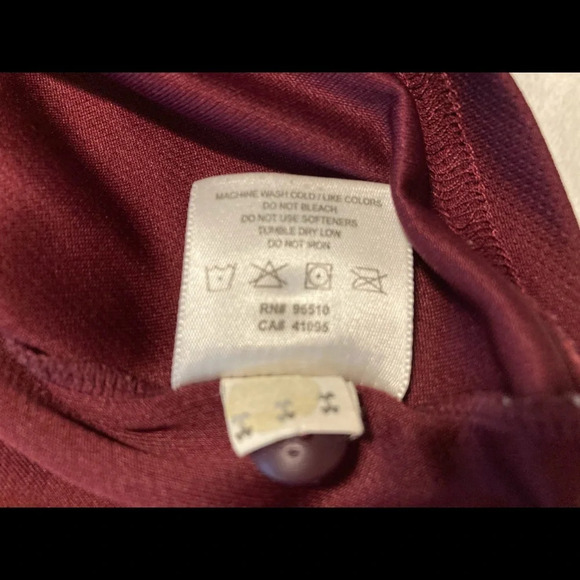 MACHINE WASH COLD / LIKE COLORS
DO NOT BLEACH
DO NOT USE SOFTENERS
TUMBLE DRY LOW
DO NOT IRON
RN# 96510
CA# 41095